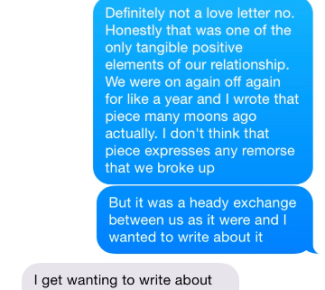 Definitely not a love letter no.
Honestly that was one of the
only tangible positive
elements of our relationship.
We were on again off again
for like a year and I wrote that
piece many moons ago
actually. I don't think that
piece expresses any remorse
that we broke up
But it was a heady exchange
between us as it were and I
wanted to write about it
I get wanting to write about